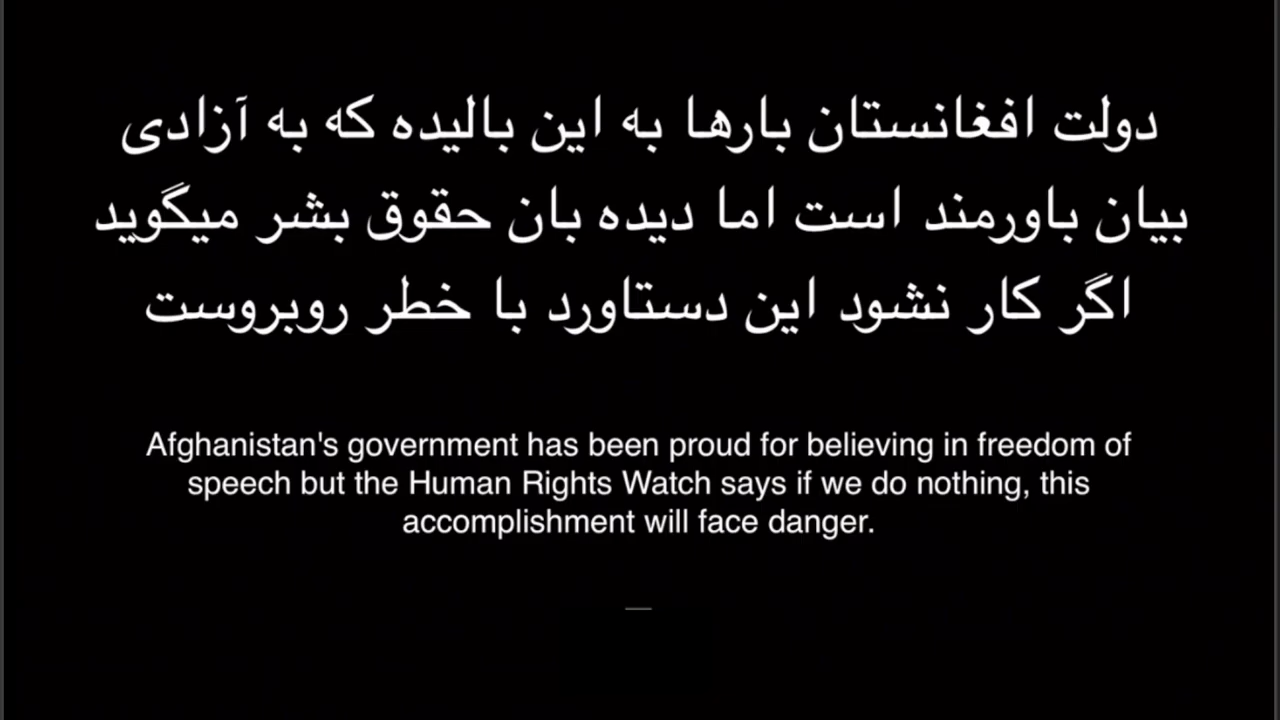 دولت افغانستان بارها به این بالیده که به آزادی
بیان باورمند است اما دیده بان حقوق بشر میگوید
اگر کار نشود این دستاورد با خطر روبروست
Afghanistan's government has been proud for believing in freedom of
speech but the Human Rights Watch says if we do nothing, this
accomplishment will face danger.